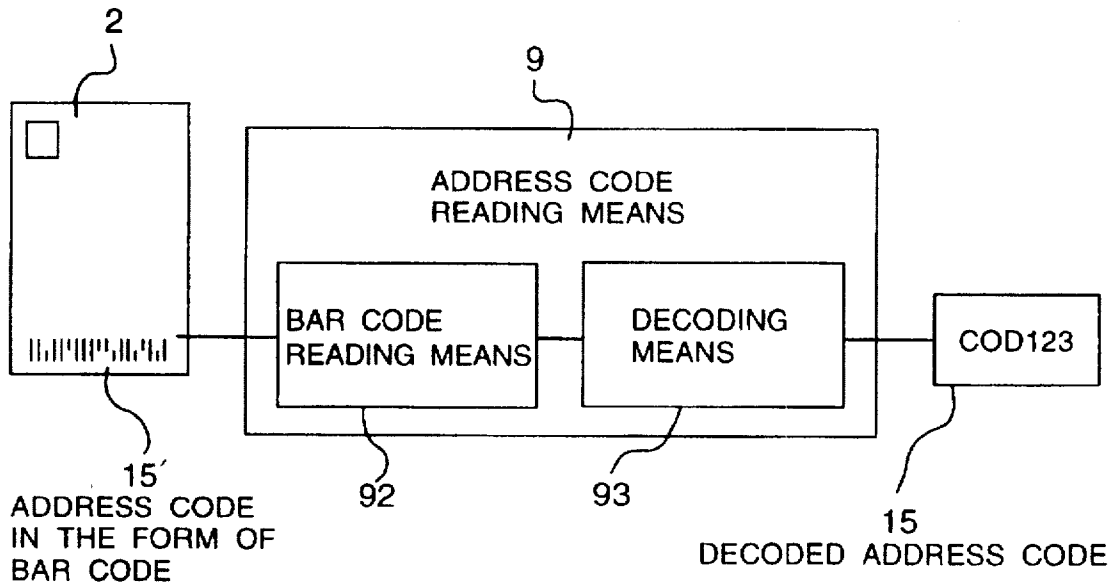 2
9
ADDRESS CODE
READING MEANS
BAR CODE
READING MEANS
DECODING
MEANS
COD123
15′
ADDRESS CODE
IN THE FORM OF
BAR CODE
92
93
15
DECODED ADDRESS CODE